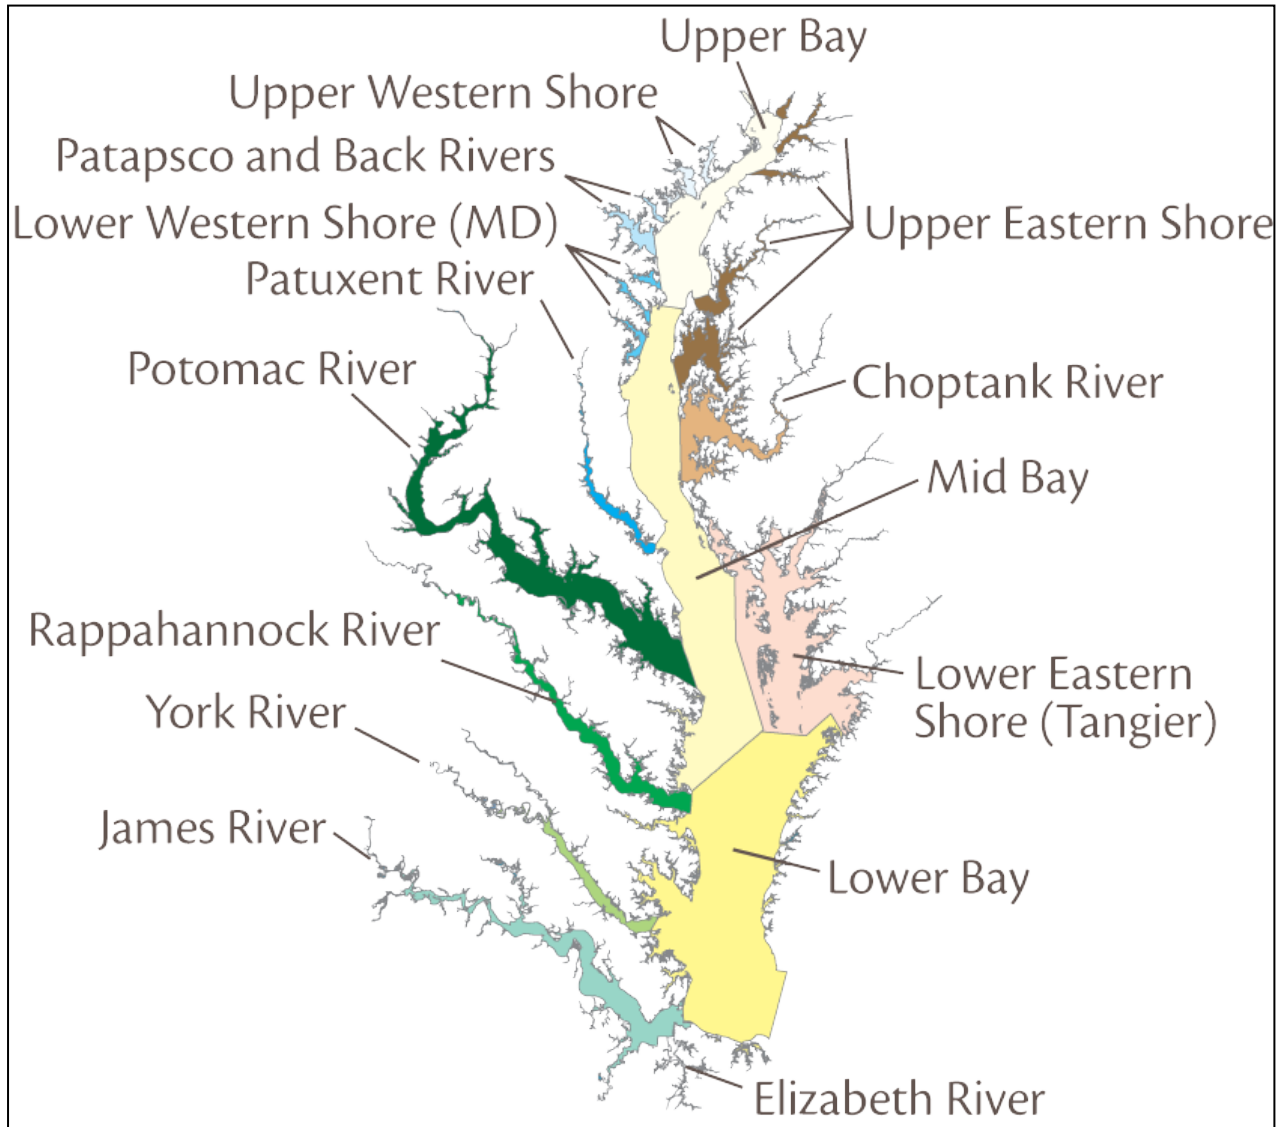 Upper Bay
Upper Western Shore
Patapsco and Back Rivers
Lower Western Shore (MD)
Upper Eastern Shore
Patuxent River
Potomac River
Choptank River
Mid Bay
Rappahannock River
Lower Eastern
Shore (Tangier)
York River
James River
Lower Bay
Elizabeth River